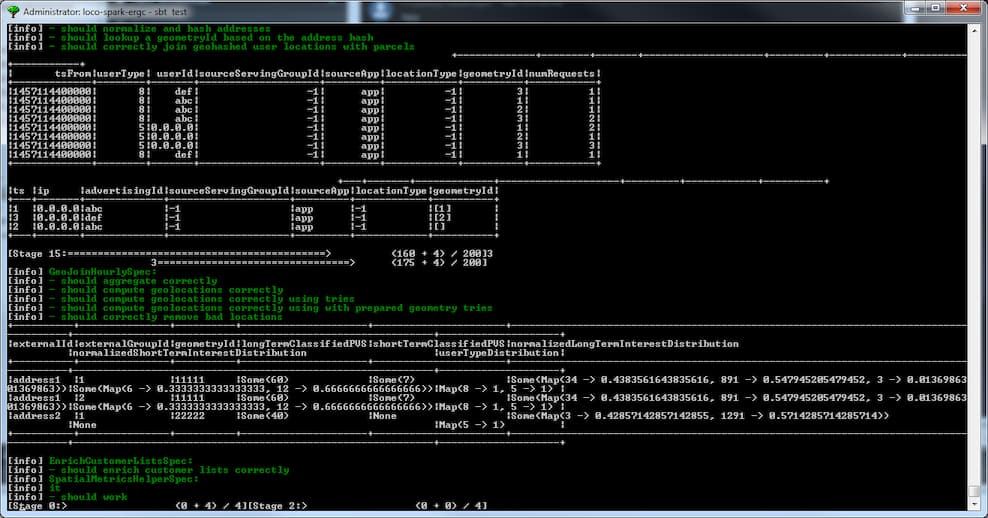 Administrator: loco-spark-ergc - sbt test
[info] - should normalize and hash addresses
[info] - should lookup a geometryId based on the address hash
[info] - should correctly join geohashed user locations with parcels
| tsFrom|userType| userId|sourceServingGroupId|sourceApp|locationType|geometryId|numRequests|
|1457114400000| 8| def| -1| app| -1| 3| 1|
|1457114400000| 8| abc| -1| app| -1| 1| 1|
|1457114400000| 8| abc| -1| app| -1| 2| 1|
|1457114400000| 8| abc| -1| app| -1| 3| 2|
|1457114400000| 5|0.0.0.0| -1| app| -1| 1| 2|
|1457114400000| 5|0.0.0.0| -1| app| -1| 2| 1|
|1457114400000| 5|0.0.0.0| -1| app| -1| 3| 3|
|1457114400000| 8| def| -1| app| -1| 1| 1|
|ts |ip |advertisingId|sourceServingGroupId|sourceApp|locationType|geometryId|
|1 |0.0.0.0|abc |-1 |app |-1 |[1] |
|3 |0.0.0.0|def |-1 |app |-1 |[2] |
|2 |0.0.0.0|abc |-1 |app |-1 |[] |
[Stage 15:============================================> (160 + 4) / 200]3
3=================================> (175 + 4) / 200]
[info] GeoJoinHourlySpec:
[info] - should aggregate correctly
[info] - should compute geolocations correctly
[info] - should compute geolocations correctly using tries
[info] - should compute geolocations correctly using with prepared geometry tries
[info] - should correctly remove bad locations
|externalId|externalGroupId|geometryId|longTermClassifiedPVS|shortTermClassifiedPVS|normalizedLongTermInterestDistribution
|normalizedShortTermInterestDistribution |userTypeDistribution|
|address1 |1 |11111 |Some(60) |Some(7) |Some(Map(34 -> 0.4383561643835616, 891 -> 0.547945205479452, 3 -> 0.01369863
01369863))|Some(Map(6 -> 0.3333333333333333, 12 -> 0.6666666666666666))|Map(8 -> 1, 5 -> 1) |
|address1 |2 |11111 |Some(60) |Some(7) |Some(Map(34 -> 0.4383561643835616, 891 -> 0.547945205479452, 3 -> 0.01369863
01369863))|Some(Map(6 -> 0.3333333333333333, 12 -> 0.6666666666666666))|Map(8 -> 1, 5 -> 1) |
|address2 |1 |22222 |Some(40) |None |Some(Map(3 -> 0.42857142857142855, 1291 -> 0.5714285714285714))
|None |Map(5 -> 1) |
[info] EnrichCustomerListsSpec:
[info] - should enrich customer lists correctly
[info] SpatialMetricsHelperSpec:
[info] it
[info] - should work
[Stage 0:> (0 + 4) / 4][Stage 2:> (0 + 0) / 4]